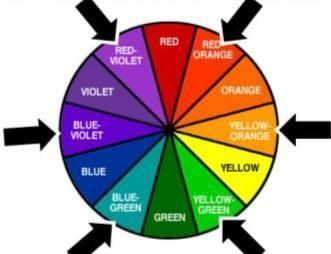 RED
RED-
ORANGE
ORANGE
YELLOW-
ORANGE
YELLOW
YELLOW-
GREEN
GREEN
BLUE-
GREEN
BLUE
BLUE-
VIOLET
VIOLET
RED-
VIOLET